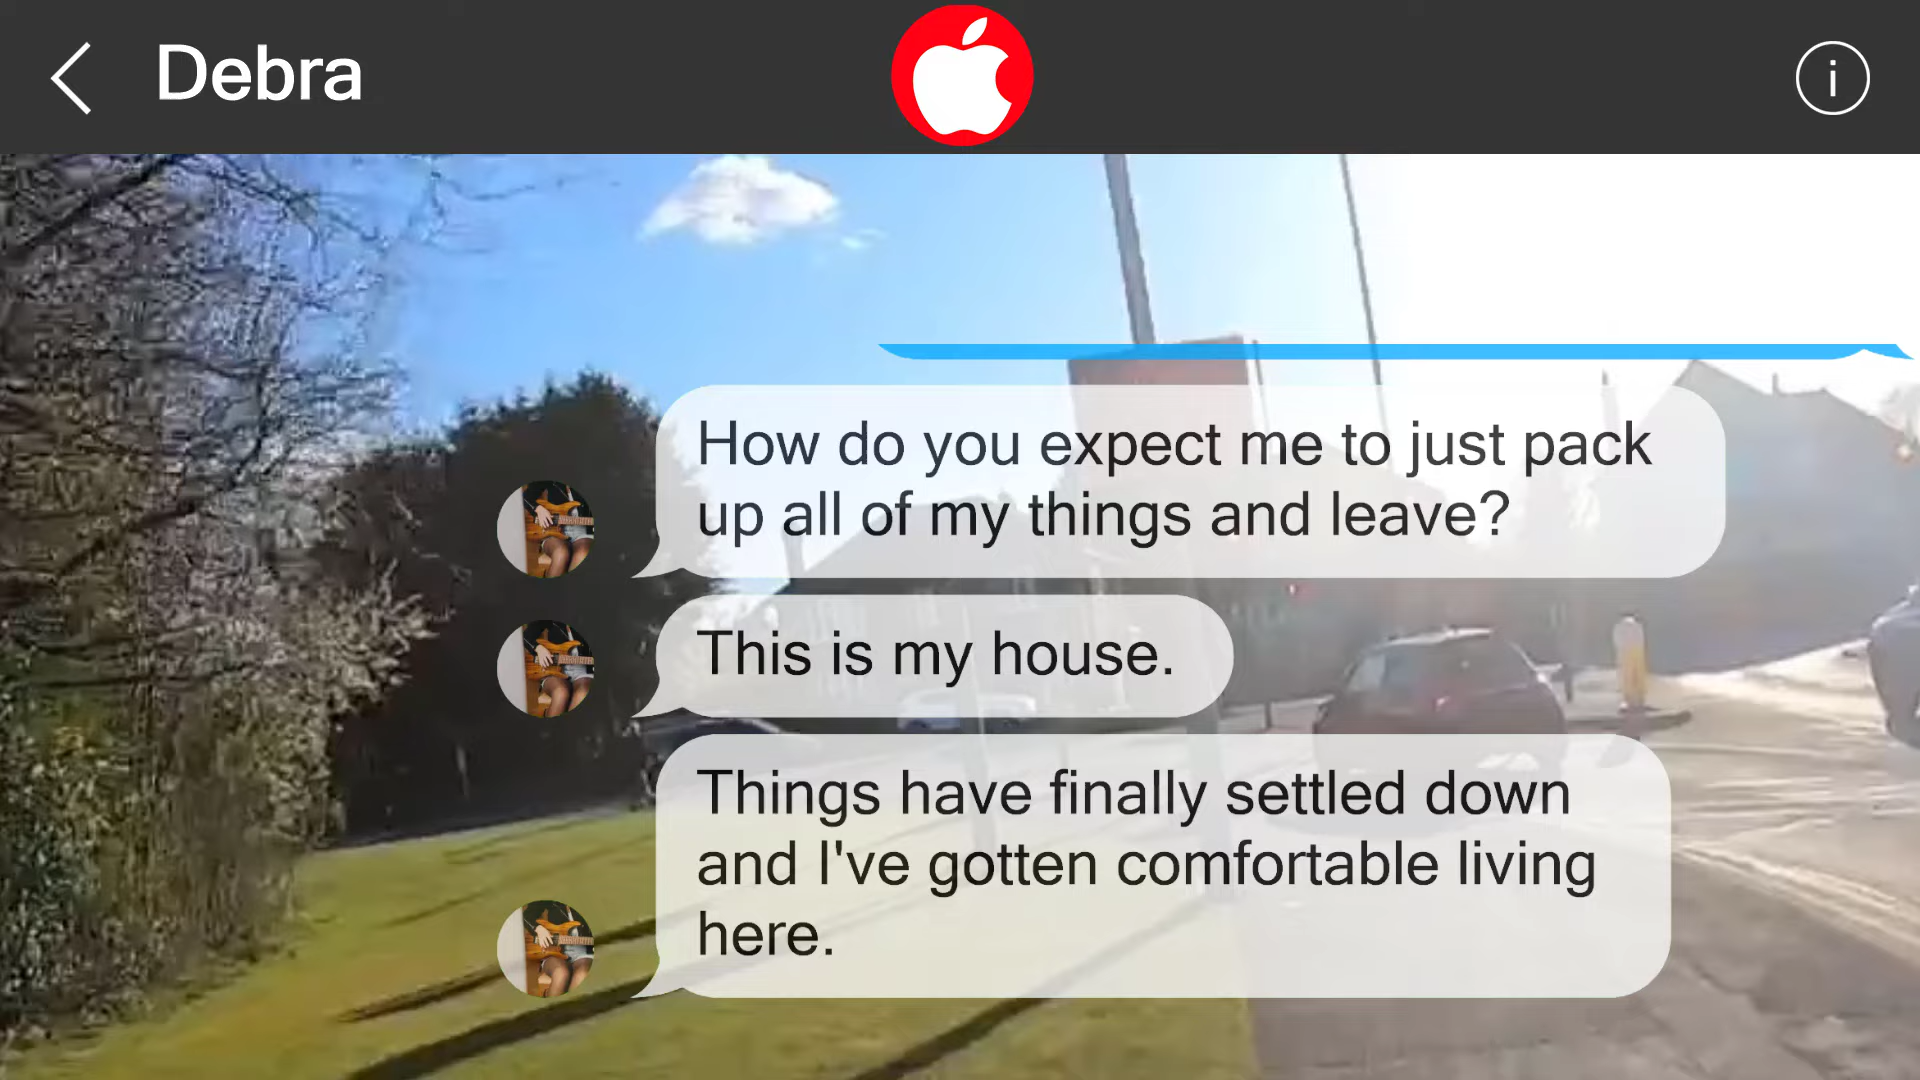 Debra
i
How do you expect me to just pack
up all of my things and leave?
This is my house.
Things have finally settled down
and I've gotten comfortable living
here.